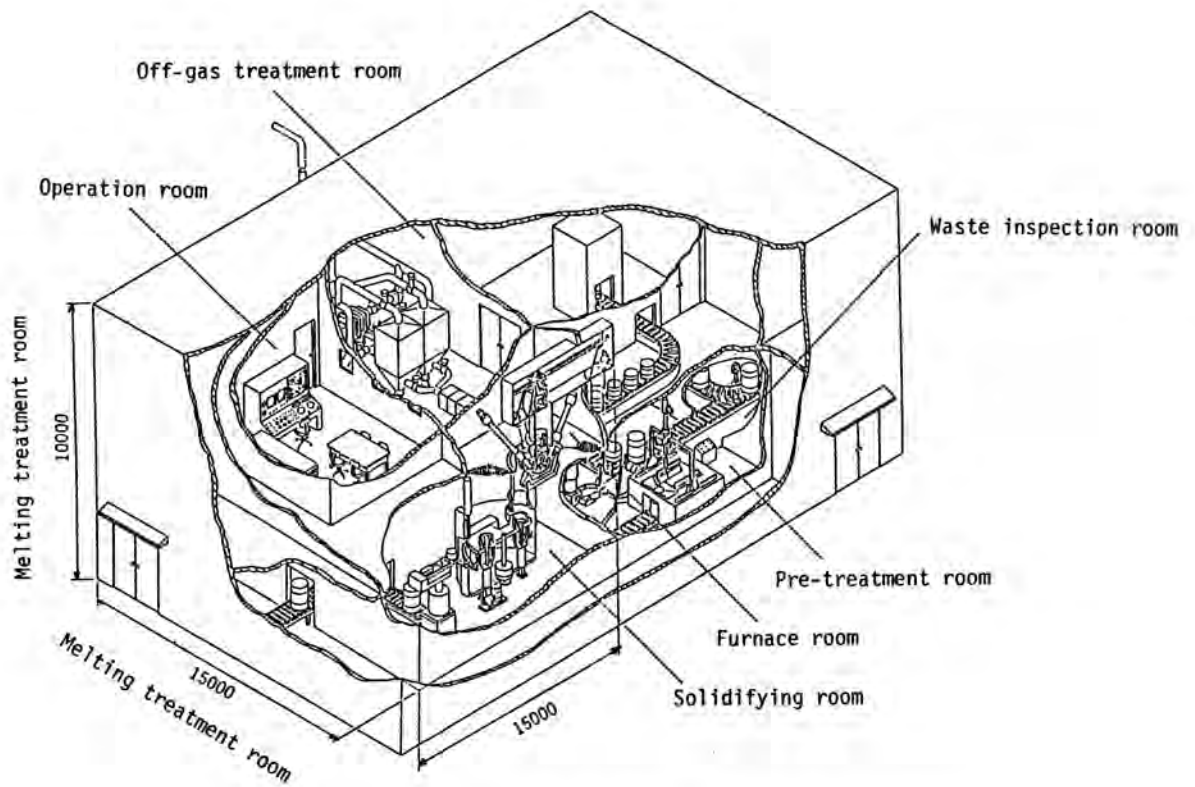 Off-gas treatment room
Operation room
Waste inspection room
Melting treatment room
10000
Pre-treatment room
Furnace room
Solidifying room
15000
Melting treatment room
15000